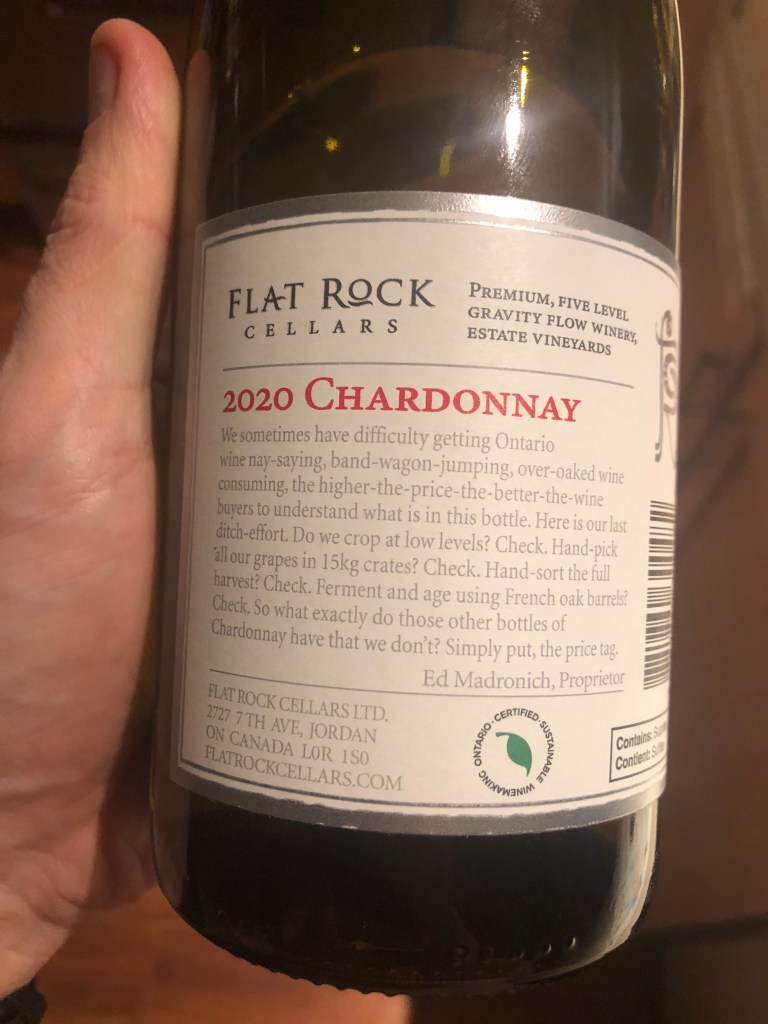 FLAT ROCK
CELLARS
PREMIUM, FIVE LEVEL
GRAVITY FLOW WINERY,
ESTATE VINEYARDS
2020 CHARDONNAY
We sometimes have difficulty getting Ontario
wine nay-saying, band-wagon-jumping, over-oaked wine
consuming, the higher-the-price-the-better-the-wine
buyers to understand what is in this bottle. Here is our last
ditch-effort. Do we crop at low levels? Check. Hand-pick
all our grapes in 15kg crates? Check. Hand-sort the full
harvest? Check. Ferment and age using French oak barrels?
Check. So what exactly do those other bottles of
Chardonnay have that we don't? Simply put, the price tag.
Ed Madronich, Proprietor
FLAT ROCK CELLARS LTD.
2727 7TH AVE, JORDAN
ON CANADA L0R 1S0
FLATROCKCELLARS.COM
ONTARIO · CERTIFIED · SUSTAINABLE WINEMAKING
Contains:
Contient: